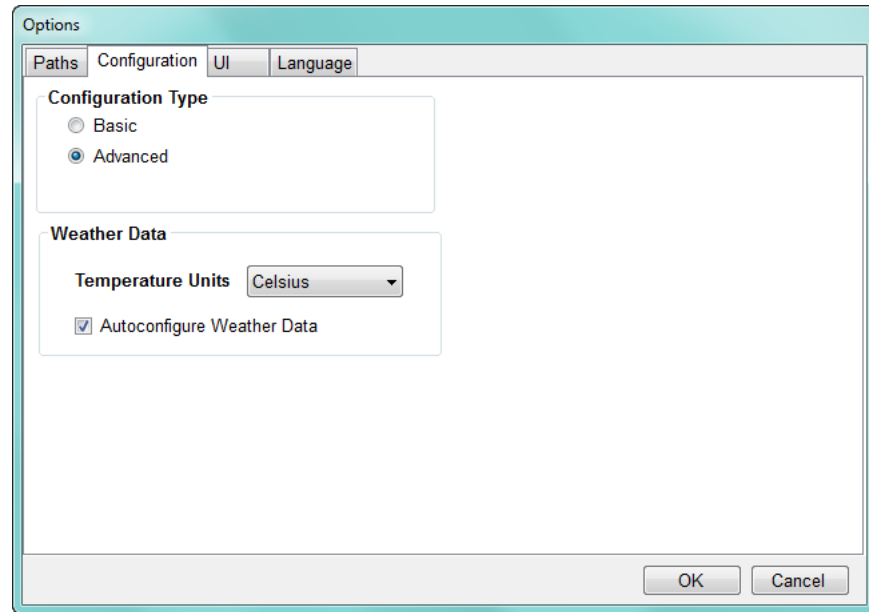 Options
Paths Configuration UI Language
Configuration Type
Basic
Advanced
Weather Data
Temperature Units Celsius
Autoconfigure Weather Data
OK Cancel